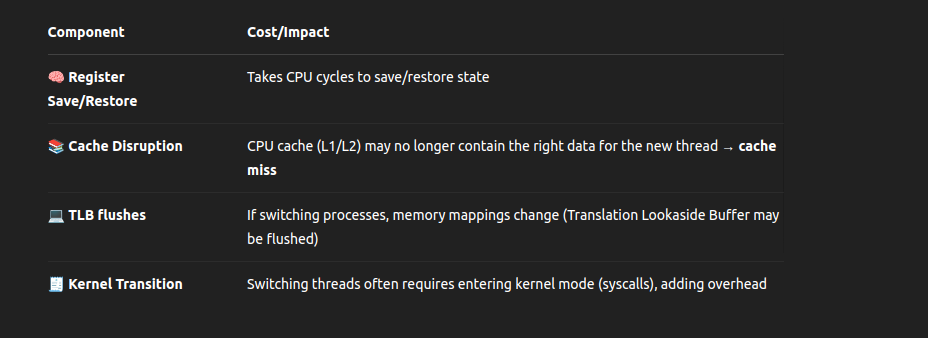 Component Cost/Impact
🧠 Register Takes CPU cycles to save/restore state
Save/Restore
📚 Cache Disruption CPU cache (L1/L2) may no longer contain the right data for the new thread → cache
miss
💻 TLB flushes If switching processes, memory mappings change (Translation Lookaside Buffer may
be flushed)
🧾 Kernel Transition Switching threads often requires entering kernel mode (syscalls), adding overhead